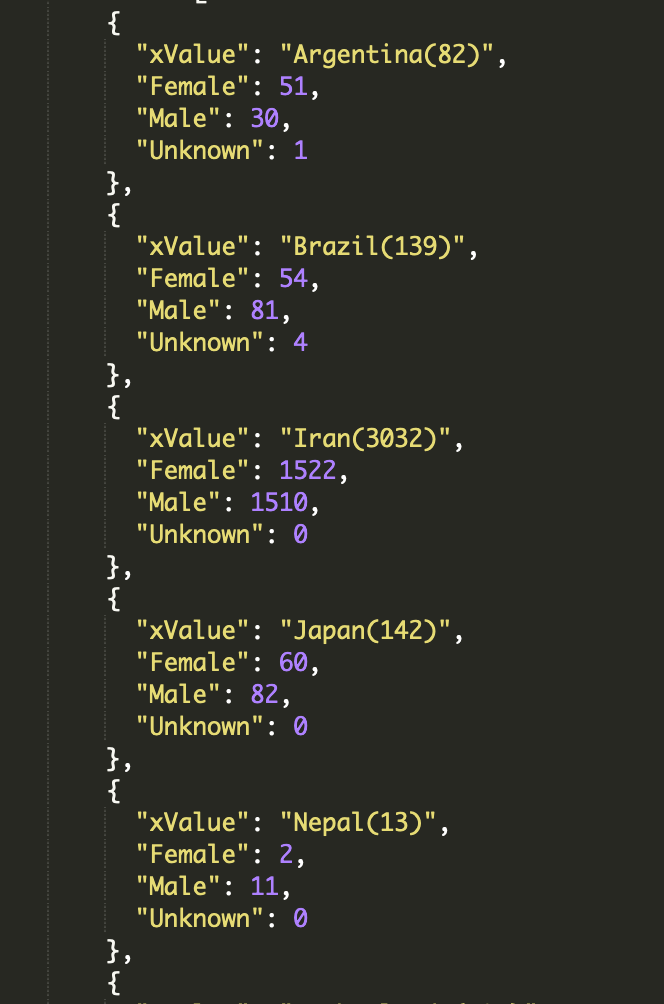 {
"xValue": "Argentina(82)",
"Female": 51,
"Male": 30,
"Unknown": 1
},
{
"xValue": "Brazil(139)",
"Female": 54,
"Male": 81,
"Unknown": 4
},
{
"xValue": "Iran(3032)",
"Female": 1522,
"Male": 1510,
"Unknown": 0
},
{
"xValue": "Japan(142)",
"Female": 60,
"Male": 82,
"Unknown": 0
},
{
"xValue": "Nepal(13)",
"Female": 2,
"Male": 11,
"Unknown": 0
},
{